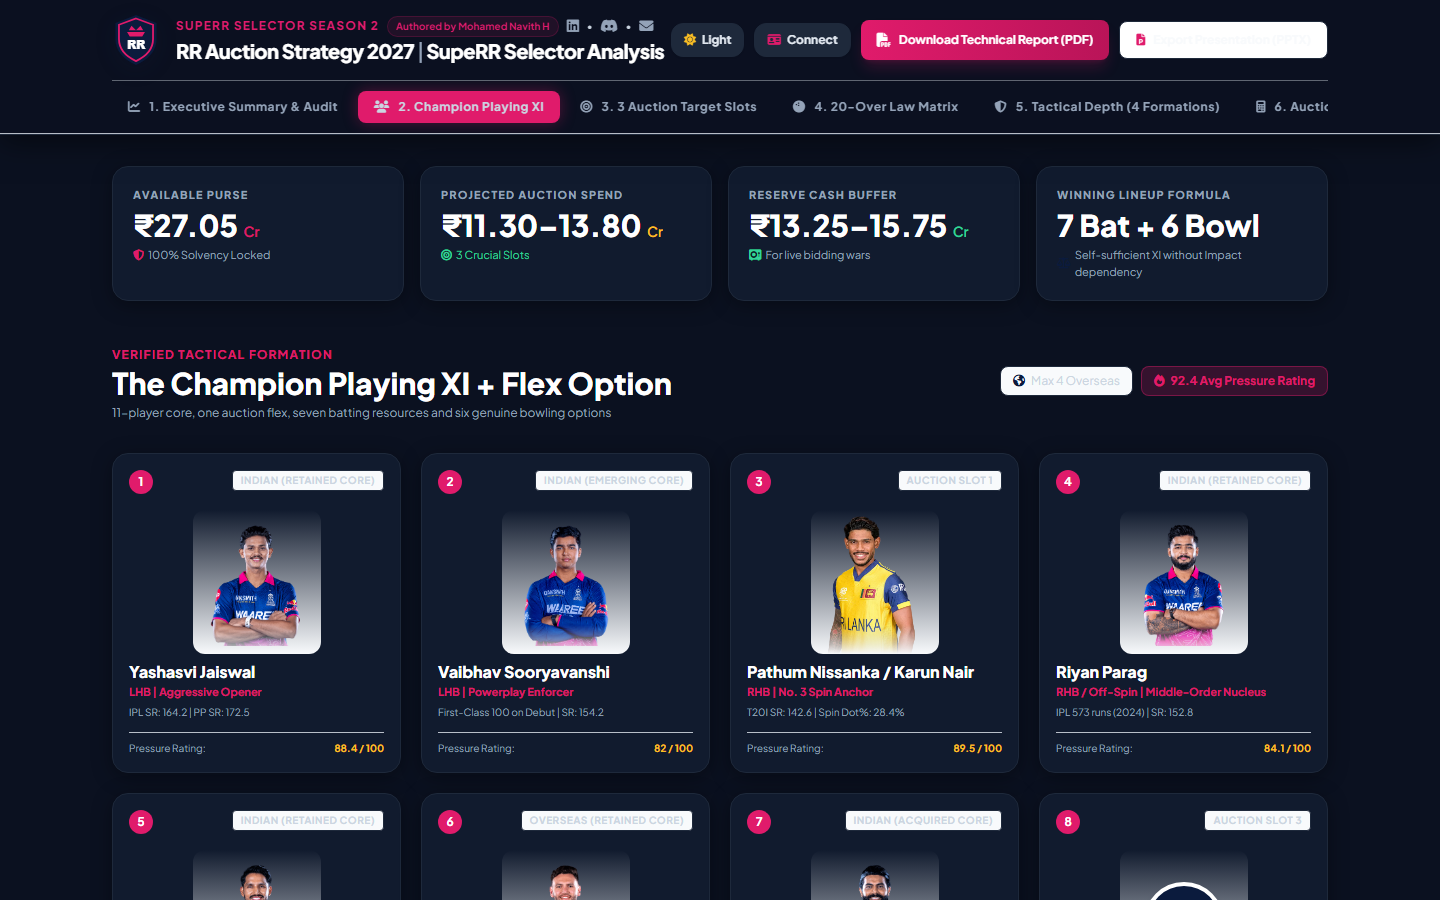 RR
SUPERR SELECTOR SEASON 2
Authored by Mohamed Navith H
RR Auction Strategy 2027 | SupeRR Selector Analysis
Light
Connect
Download Technical Report (PDF)
Export Presentation (PPTX)
1. Executive Summary & Audit
2. Champion Playing XI
3. 3 Auction Target Slots
4. 20-Over Law Matrix
5. Tactical Depth (4 Formations)
6. Auctic
AVAILABLE PURSE
₹27.05 Cr
100% Solvency Locked
PROJECTED AUCTION SPEND
₹11.30–13.80 Cr
3 Crucial Slots
RESERVE CASH BUFFER
₹13.25–15.75 Cr
For live bidding wars
WINNING LINEUP FORMULA
7 Bat + 6 Bowl
Self-sufficient XI without Impact
dependency
VERIFIED TACTICAL FORMATION
The Champion Playing XI + Flex Option
11-player core, one auction flex, seven batting resources and six genuine bowling options
Max 4 Overseas
92.4 Avg Pressure Rating
1
INDIAN (RETAINED CORE)
WAAREE
Yashasvi Jaiswal
LHB | Aggressive Opener
IPL SR: 164.2 | PP SR: 172.5
Pressure Rating:
88.4 / 100
2
INDIAN (EMERGING CORE)
WAAREE
Vaibhav Sooryavanshi
LHB | Powerplay Enforcer
First-Class 100 on Debut | SR: 154.2
Pressure Rating:
82 / 100
3
AUCTION SLOT 1
LANKA
Pathum Nissanka / Karun Nair
RHB | No. 3 Spin Anchor
T20I SR: 142.6 | Spin Dot%: 28.4%
Pressure Rating:
89.5 / 100
4
INDIAN (RETAINED CORE)
WAAREE
Riyan Parag
RHB / Off-Spin | Middle-Order Nucleus
IPL 573 runs (2024) | SR: 152.8
Pressure Rating:
84.1 / 100
5
INDIAN (RETAINED CORE)
6
OVERSEAS (RETAINED CORE)
7
INDIAN (ACQUIRED CORE)
8
AUCTION SLOT 3